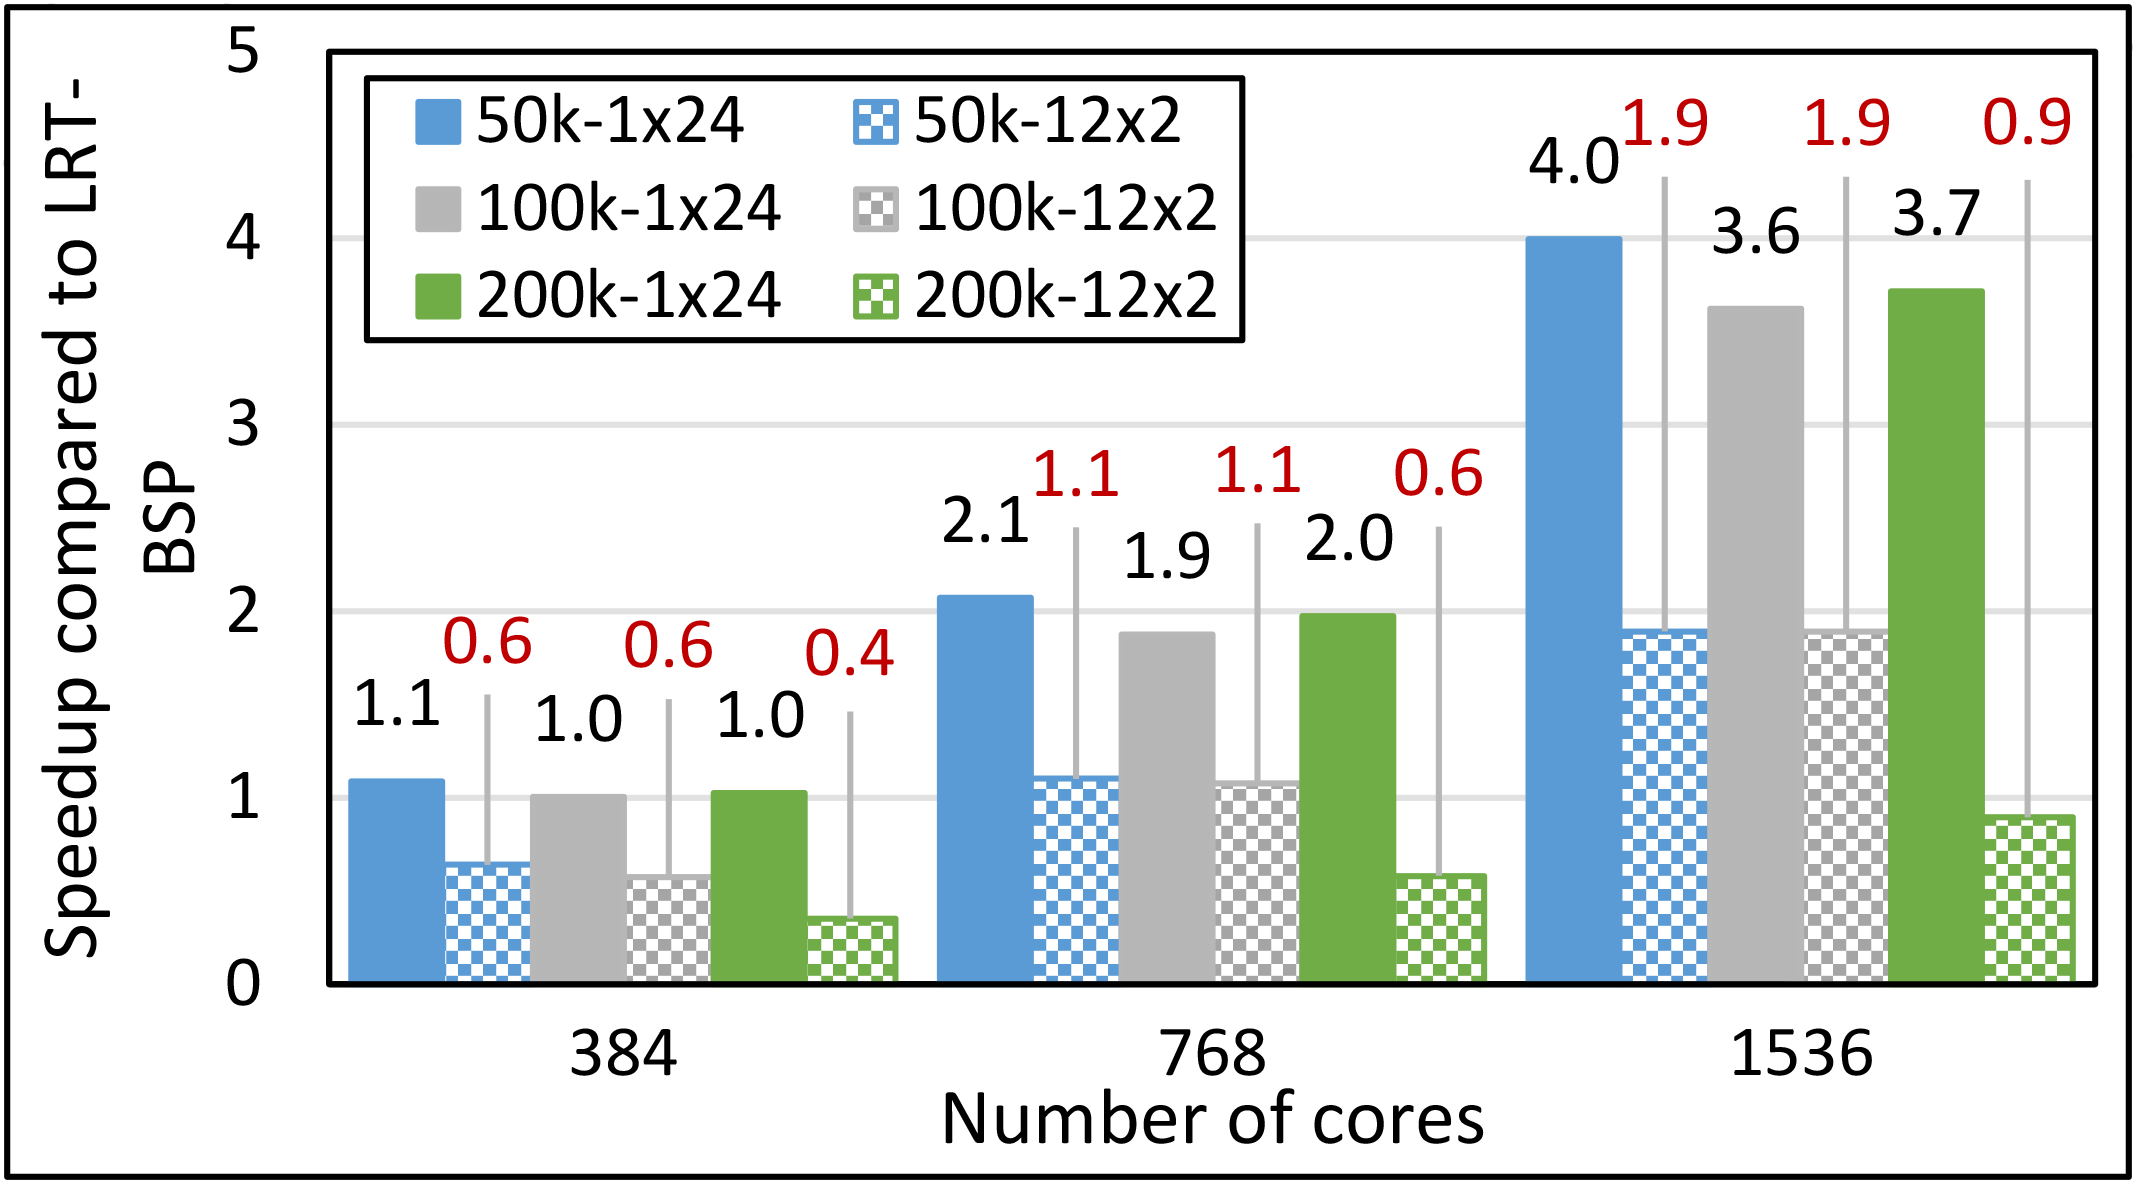 Speedup compared to LRT-
BSP
5
4
3
2
1
0
50k-1x24 50k-12x2
100k-1x24 100k-12x2
200k-1x24 200k-12x2
1.1 0.6 1.0 0.6 1.0 0.4
2.1 1.1 1.9 1.1 2.0 0.6
4.0 1.9 3.6 1.9 3.7 0.9
384 768 1536
Number of cores